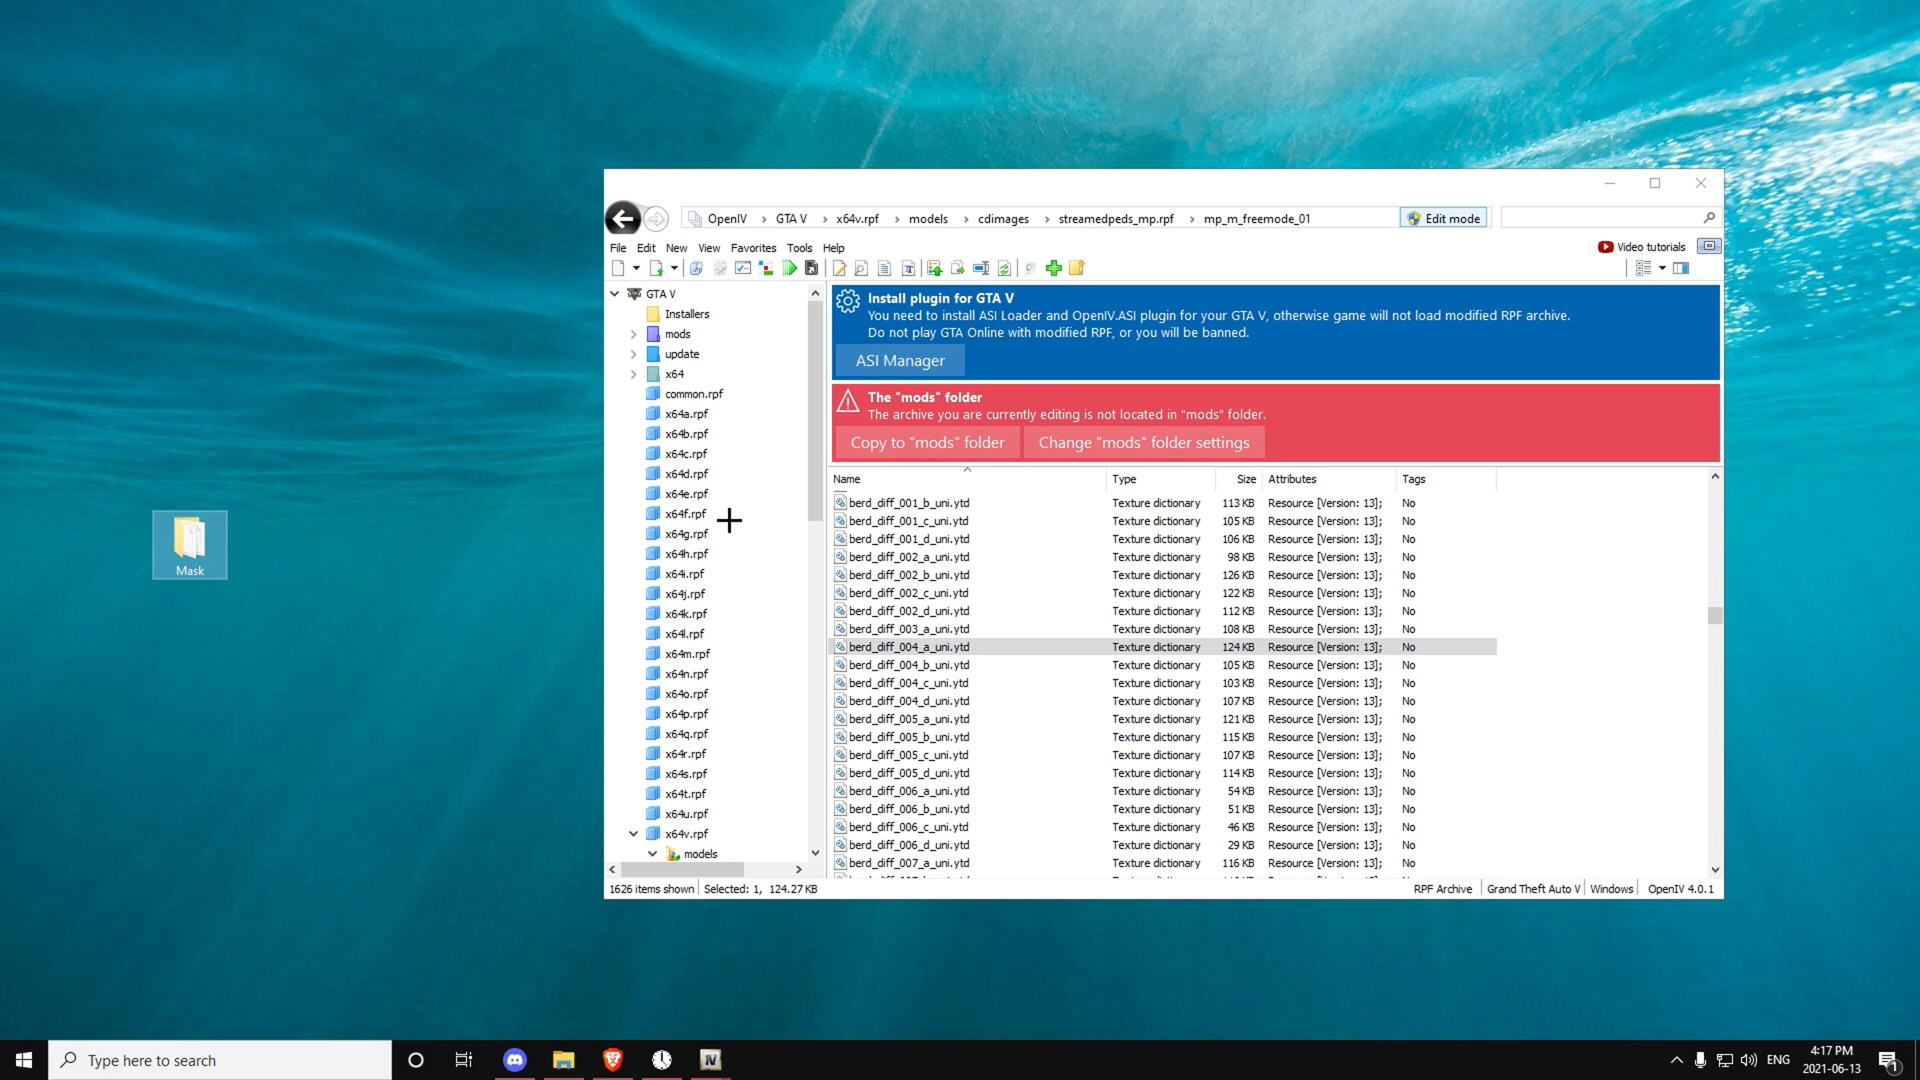 OpenIV > GTA V > x64v.rpf > models > cdimages > streamedpeds_mp.rpf > mp_m_freemode_01
Edit mode
File Edit New View Favorites Tools Help
Video tutorials
GTA V
Installers
mods
update
x64
common.rpf
x64a.rpf
x64b.rpf
x64c.rpf
x64d.rpf
x64e.rpf
x64f.rpf
x64g.rpf
x64h.rpf
x64i.rpf
x64j.rpf
x64k.rpf
x64l.rpf
x64m.rpf
x64n.rpf
x64o.rpf
x64p.rpf
x64q.rpf
x64r.rpf
x64s.rpf
x64t.rpf
x64u.rpf
x64v.rpf
models
Install plugin for GTA V
You need to install ASI Loader and OpenIV.ASI plugin for your GTA V, otherwise game will not load modified RPF archive.
Do not play GTA Online with modified RPF, or you will be banned.
ASI Manager
The "mods" folder
The archive you are currently editing is not located in "mods" folder.
Copy to "mods" folder
Change "mods" folder settings
Name Type Size Attributes Tags
berd_diff_001_b_uni.ytd Texture dictionary 113 KB Resource [Version: 13]; No
berd_diff_001_c_uni.ytd Texture dictionary 105 KB Resource [Version: 13]; No
berd_diff_001_d_uni.ytd Texture dictionary 106 KB Resource [Version: 13]; No
berd_diff_002_a_uni.ytd Texture dictionary 98 KB Resource [Version: 13]; No
berd_diff_002_b_uni.ytd Texture dictionary 126 KB Resource [Version: 13]; No
berd_diff_002_c_uni.ytd Texture dictionary 122 KB Resource [Version: 13]; No
berd_diff_002_d_uni.ytd Texture dictionary 112 KB Resource [Version: 13]; No
berd_diff_003_a_uni.ytd Texture dictionary 108 KB Resource [Version: 13]; No
berd_diff_004_a_uni.ytd Texture dictionary 124 KB Resource [Version: 13]; No
berd_diff_004_b_uni.ytd Texture dictionary 105 KB Resource [Version: 13]; No
berd_diff_004_c_uni.ytd Texture dictionary 103 KB Resource [Version: 13]; No
berd_diff_004_d_uni.ytd Texture dictionary 107 KB Resource [Version: 13]; No
berd_diff_005_a_uni.ytd Texture dictionary 121 KB Resource [Version: 13]; No
berd_diff_005_b_uni.ytd Texture dictionary 115 KB Resource [Version: 13]; No
berd_diff_005_c_uni.ytd Texture dictionary 107 KB Resource [Version: 13]; No
berd_diff_005_d_uni.ytd Texture dictionary 114 KB Resource [Version: 13]; No
berd_diff_006_a_uni.ytd Texture dictionary 54 KB Resource [Version: 13]; No
berd_diff_006_b_uni.ytd Texture dictionary 51 KB Resource [Version: 13]; No
berd_diff_006_c_uni.ytd Texture dictionary 46 KB Resource [Version: 13]; No
berd_diff_006_d_uni.ytd Texture dictionary 29 KB Resource [Version: 13]; No
berd_diff_007_a_uni.ytd Texture dictionary 116 KB Resource [Version: 13]; No
1626 items shown Selected: 1, 124.27 KB RPF Archive Grand Theft Auto V Windows OpenIV 4.0.1
Mask
Type here to search
IV
ENG
4:17 PM
2021-06-13
1